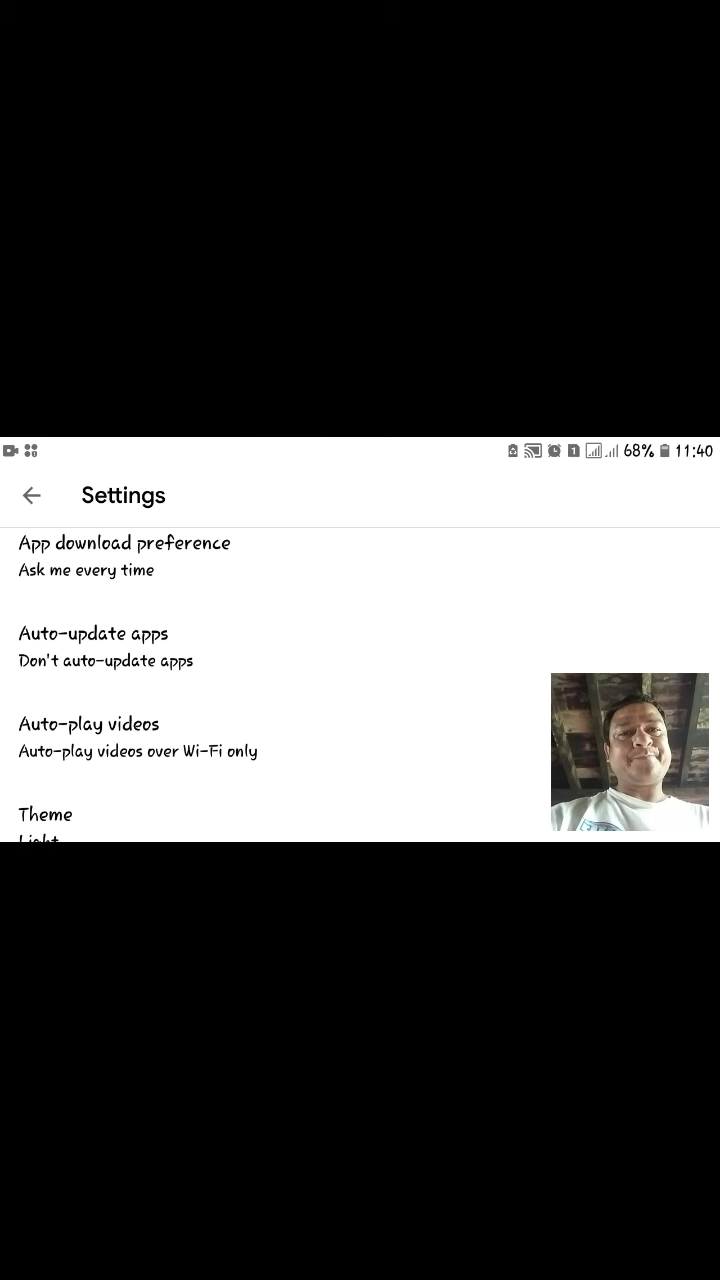 68% 11:40
Settings
App download preference
Ask me every time
Auto-update apps
Don't auto-update apps
Auto-play videos
Auto-play videos over Wi-Fi only
Theme
Light